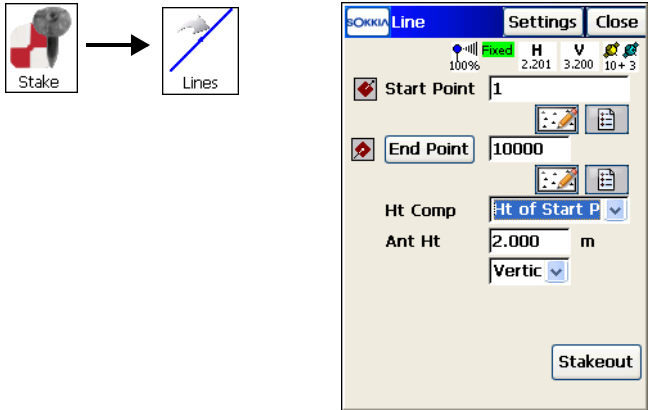 Stake
Lines
SOKKIA Line Settings Close
Fixed H V
100% 2.201 3.200 10+3
Start Point 1
End Point 10000
Ht Comp Ht of Start P
Ant Ht 2.000 m
Vertic
Stakeout